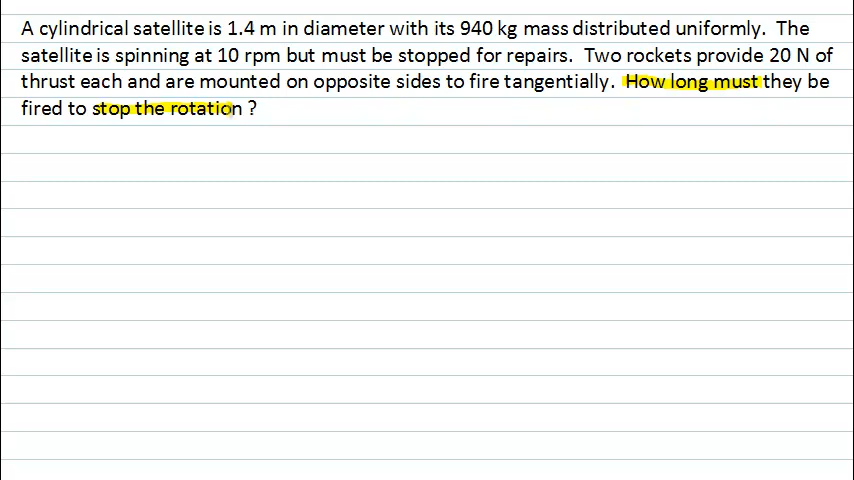 A cylindrical satellite is 1.4 m in diameter with its 940 kg mass distributed uniformly.  The
satellite is spinning at 10 rpm but must be stopped for repairs.  Two rockets provide 20 N of
thrust each and are mounted on opposite sides to fire tangentially.  How long must they be
fired to stop the rotation ?